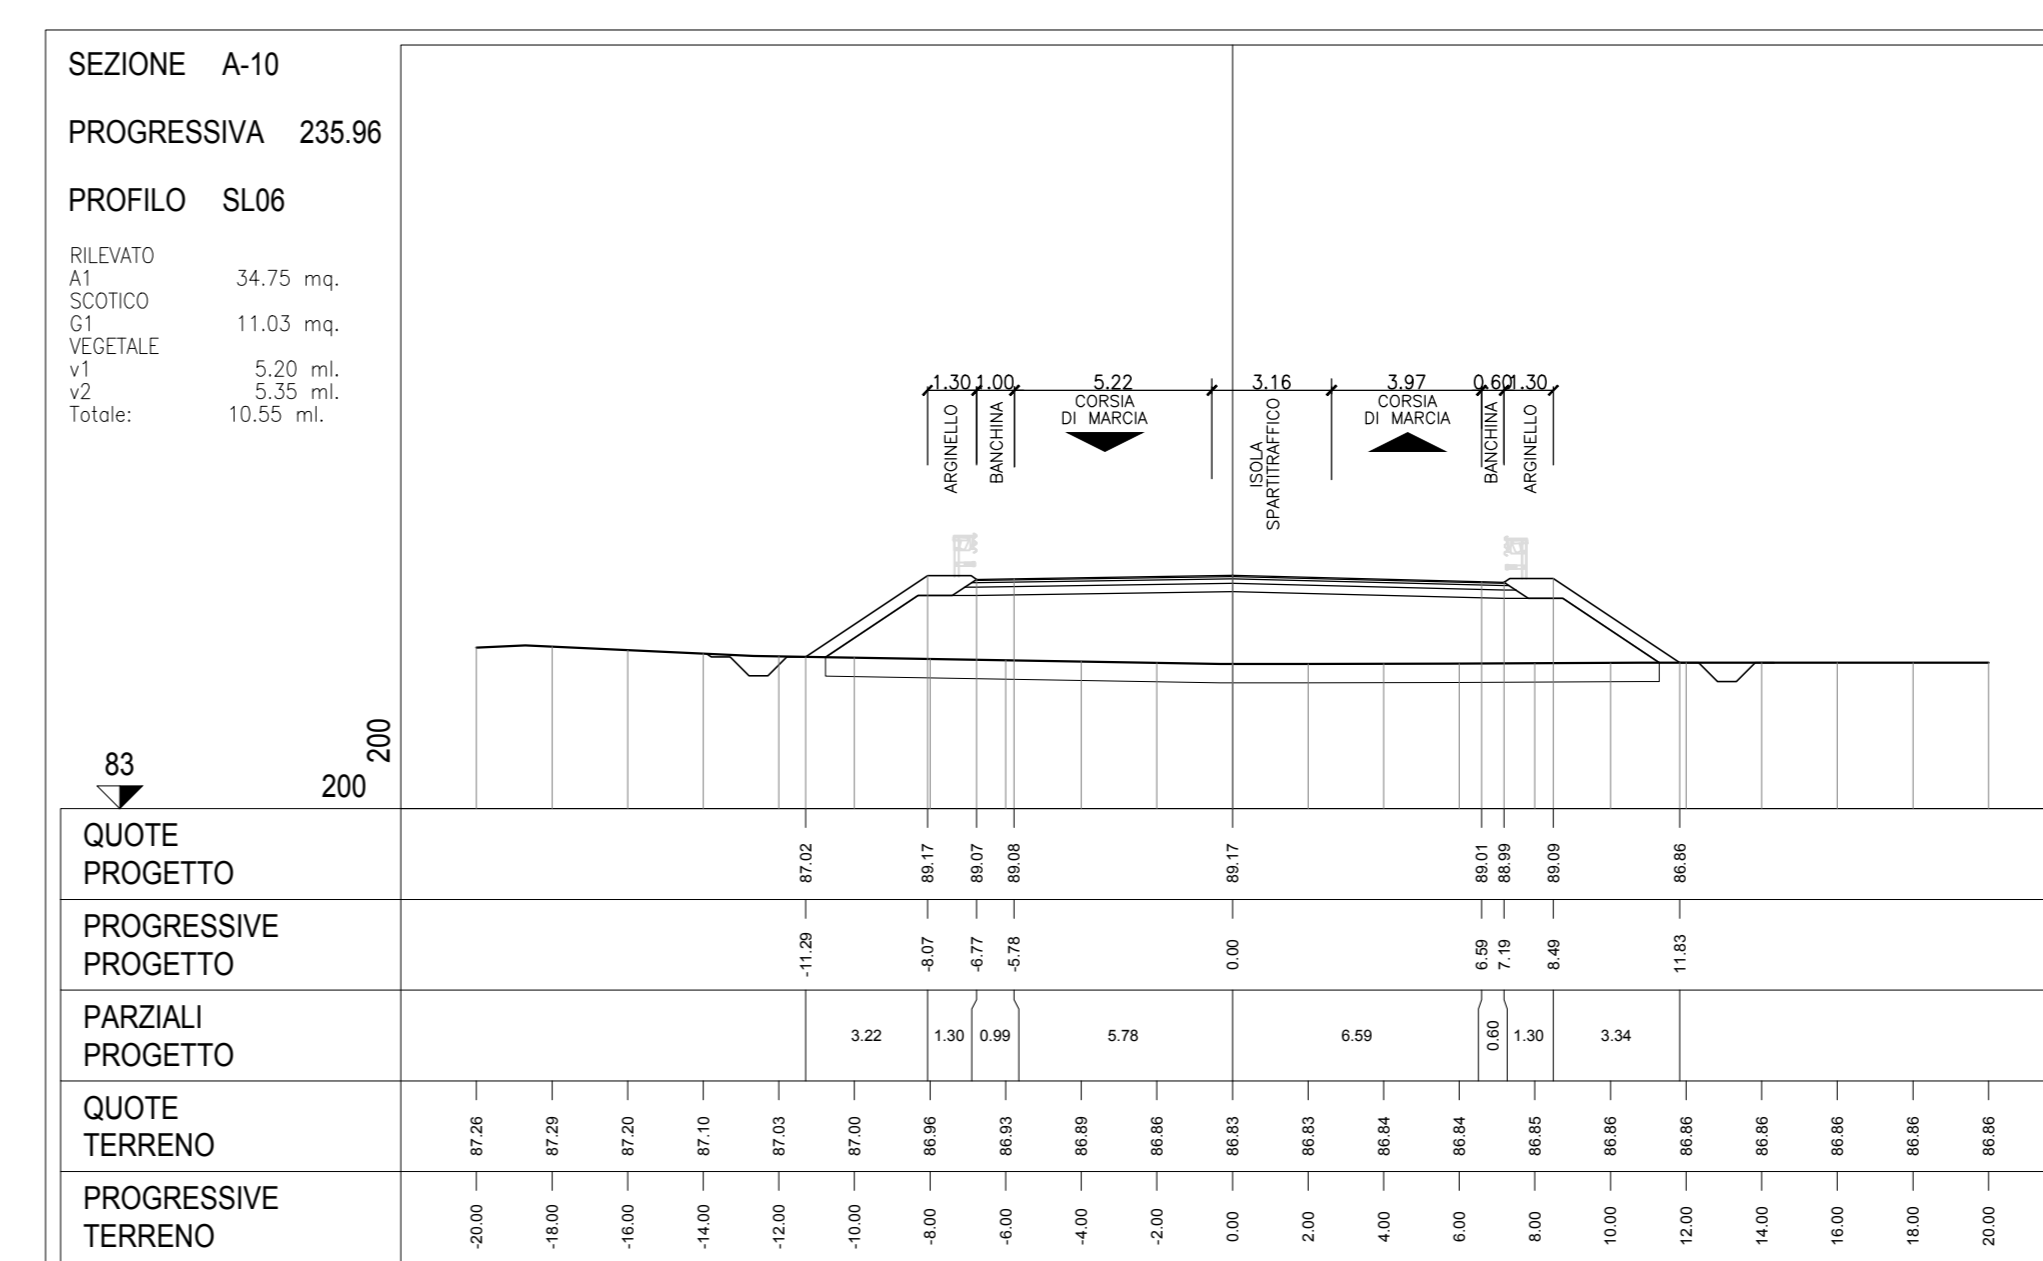 SEZIONE A-10
PROGRESSIVA 235.96
PROFILO SL06
RILEVATO
A1 34.75 mq.
SCOTICO
G1 11.03 mq.
VEGETALE
v1 5.20 ml.
v2 5.35 ml.
Totale: 10.55 ml.
1.30 1.00 5.22 3.16 3.97 0.60 1.30
ARGINELLO
BANCHINA
CORSIA
DI MARCIA
ISOLA
SPARTITRAFFICO
CORSIA
DI MARCIA
BANCHINA
ARGINELLO
83
200
200
QUOTE
PROGETTO
87.02 89.17 89.07 89.08 89.17 89.01 88.99 89.09 86.86
PROGRESSIVE
PROGETTO
-11.29 -8.07 -6.77 -5.78 0.00 6.59 7.19 8.49 11.83
PARZIALI
PROGETTO
3.22 1.30 0.99 5.78 6.59 0.60 1.30 3.34
QUOTE
TERRENO
87.26 87.29 87.20 87.10 87.03 87.00 86.96 86.93 86.89 86.86 86.83 86.83 86.84 86.84 86.85 86.86 86.86 86.86 86.86 86.86 86.86
PROGRESSIVE
TERRENO
-20.00 -18.00 -16.00 -14.00 -12.00 -10.00 -8.00 -6.00 -4.00 -2.00 0.00 2.00 4.00 6.00 8.00 10.00 12.00 14.00 16.00 18.00 20.00